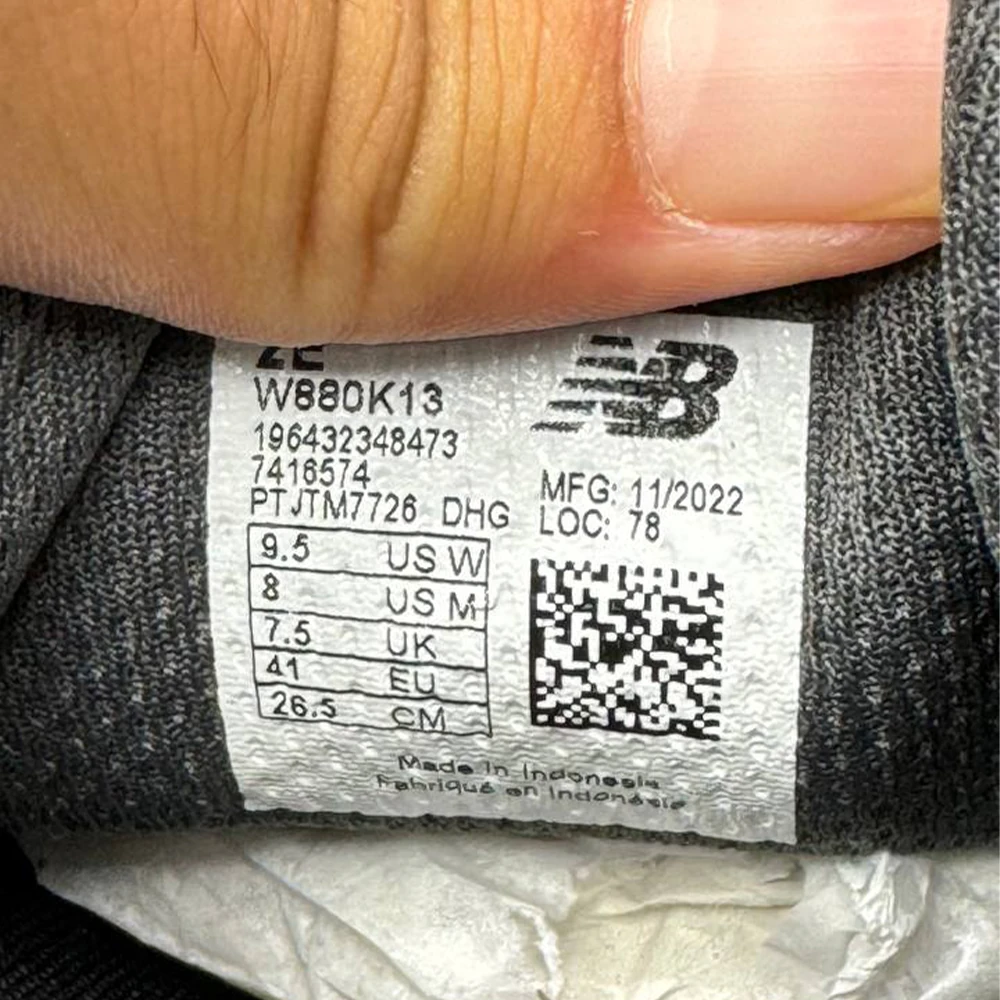 2E
W880K13
196432348473
7416574
PTJTM7726 DHG
9.5 US W
8 US M
7.5 UK
41 EU
26.5 CM
NB
MFG: 11/2022
LOC: 78
Made in Indonesia
Fabriqué en Indonésie